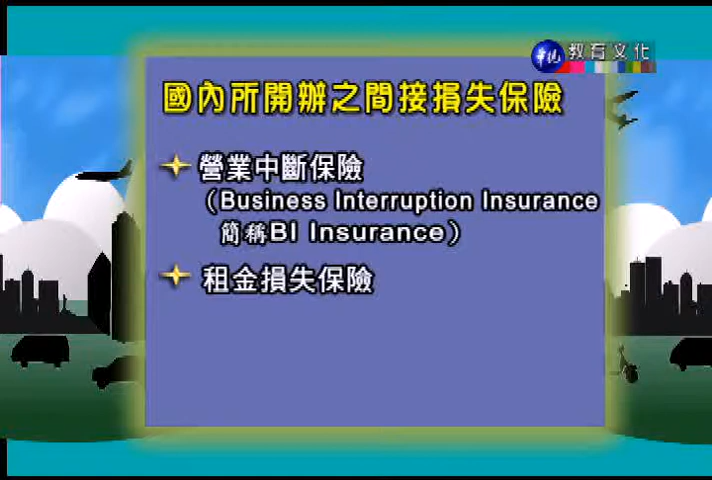 華視 教育文化
國內所開辦之間接損失保險
營業中斷保險
（Business Interruption Insurance
簡稱BI Insurance）
租金損失保險